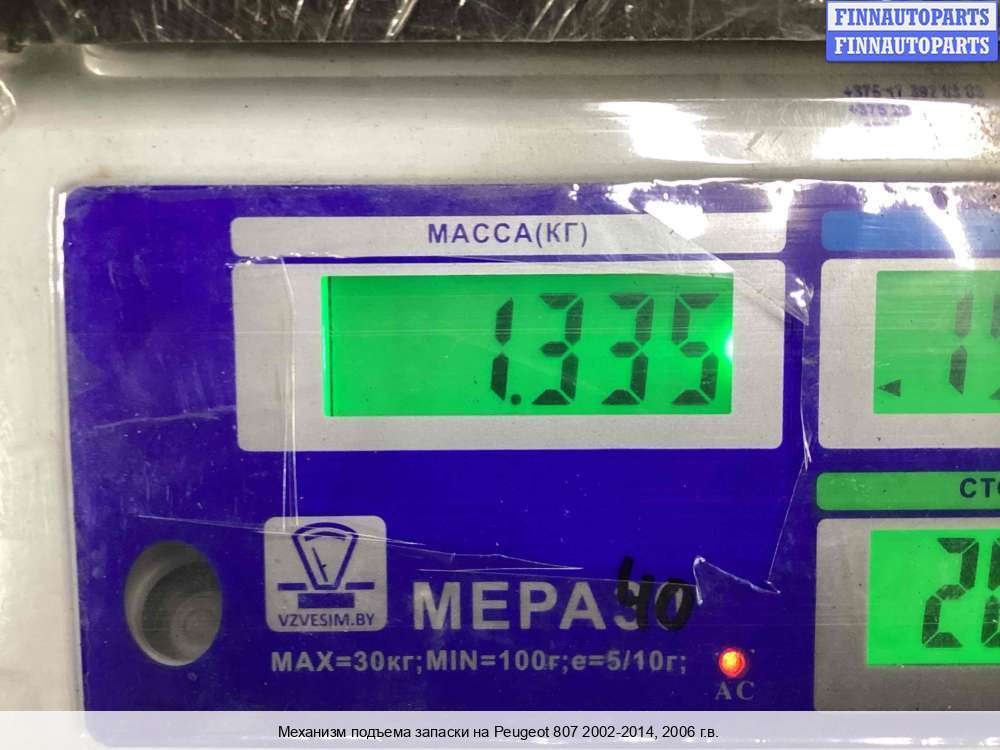 FINNAUTOPARTS
FINNAUTOPARTS
МАССА(КГ)
1.335
VZVESIM.BY
МЕРА
40
MAX=30кг;MIN=100г;e=5/10г;
AC
Механизм подъема запаски на Peugeot 807 2002-2014, 2006 г.в.